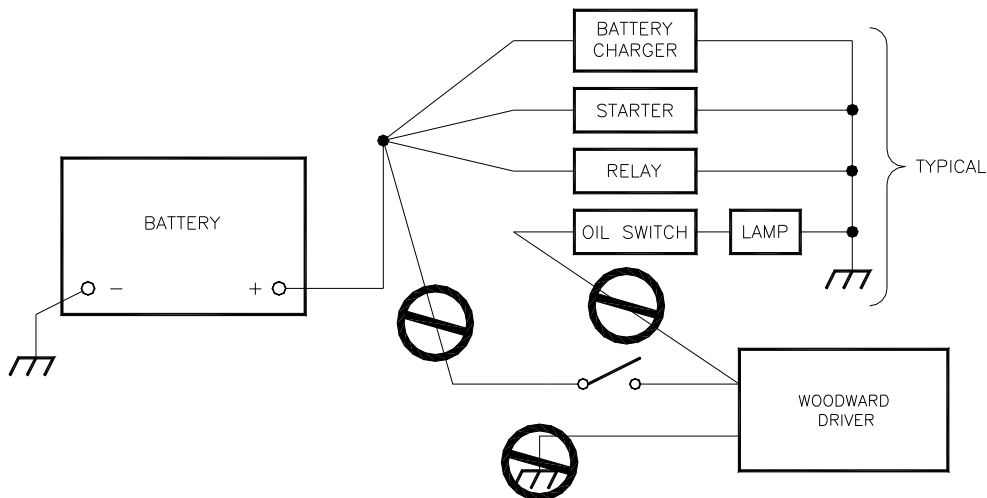 BATTERY
CHARGER
STARTER
RELAY
TYPICAL
OIL SWITCH
LAMP
BATTERY
−
+
WOODWARD
DRIVER